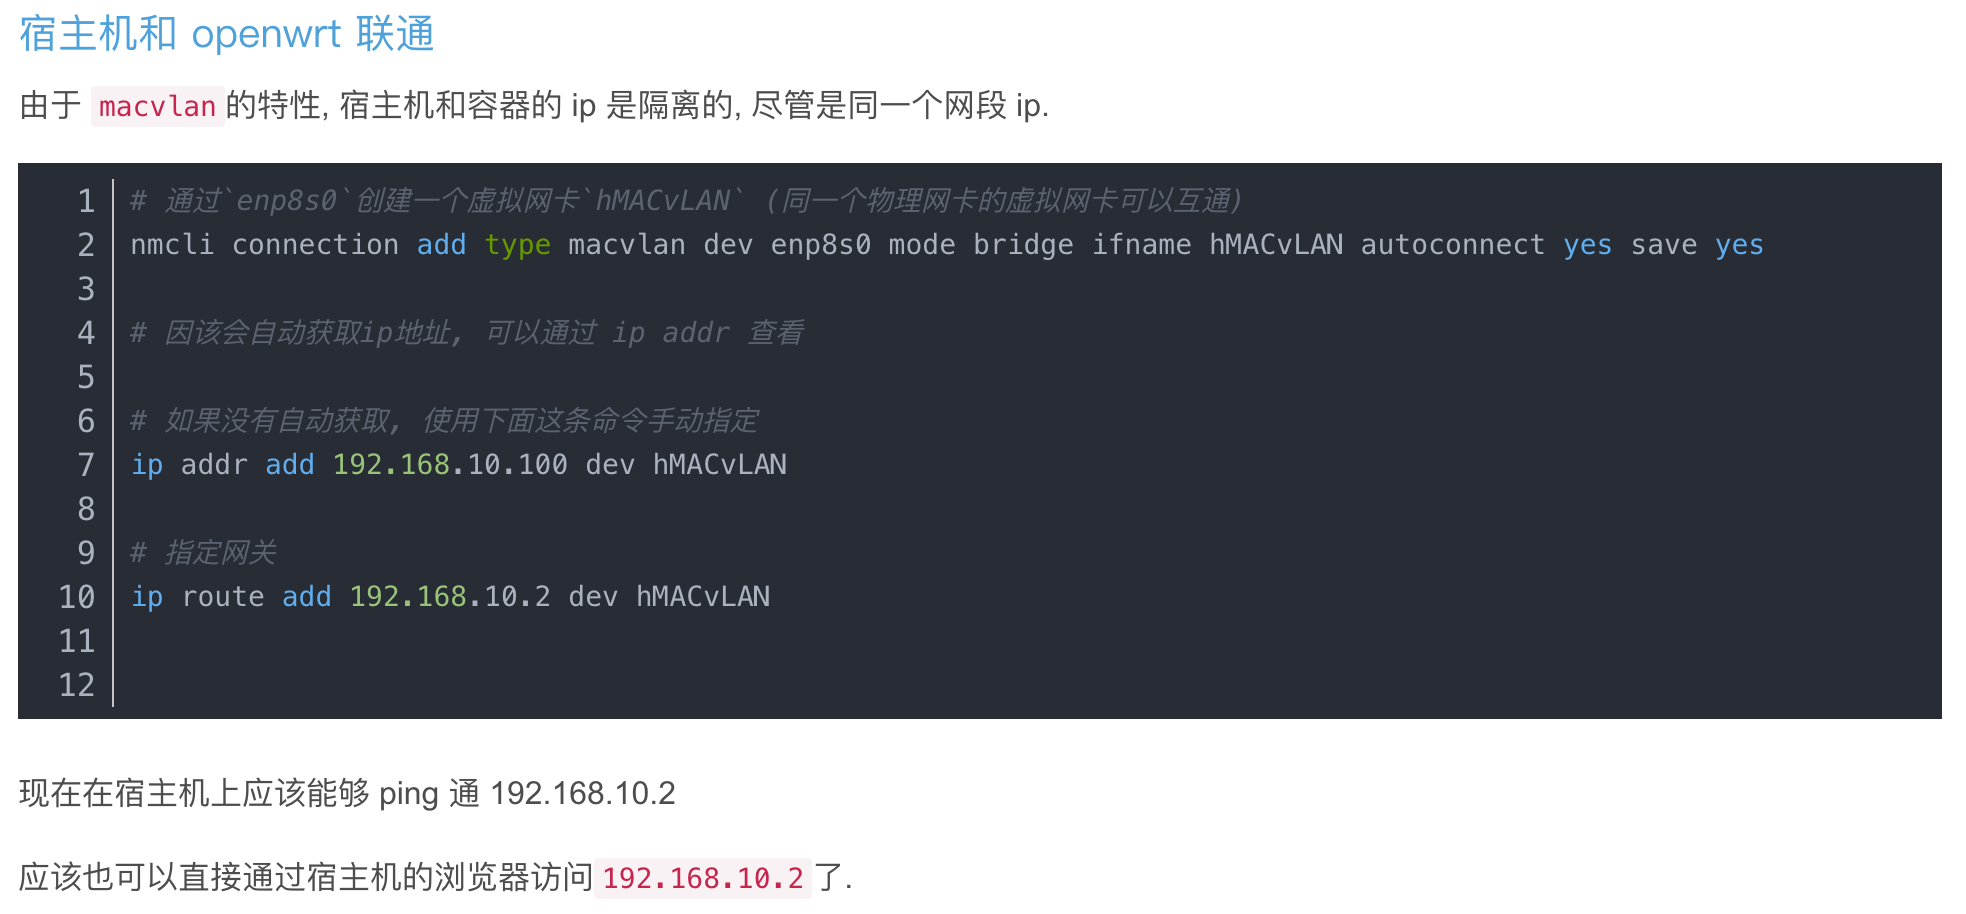 宿主机和 openwrt 联通
由于 macvlan 的特性, 宿主机和容器的 ip 是隔离的, 尽管是同一个网段 ip.
1 # 通过`enp8s0`创建一个虚拟网卡`hMACvLAN` (同一个物理网卡的虚拟网卡可以互通)
2 nmcli connection add type macvlan dev enp8s0 mode bridge ifname hMACvLAN autoconnect yes save yes
3
4 # 因该会自动获取ip地址, 可以通过 ip addr 查看
5
6 # 如果没有自动获取, 使用下面这条命令手动指定
7 ip addr add 192.168.10.100 dev hMACvLAN
8
9 # 指定网关
10 ip route add 192.168.10.2 dev hMACvLAN
11
12
现在在宿主机上应该能够 ping 通 192.168.10.2
应该也可以直接通过宿主机的浏览器访问 192.168.10.2 了.